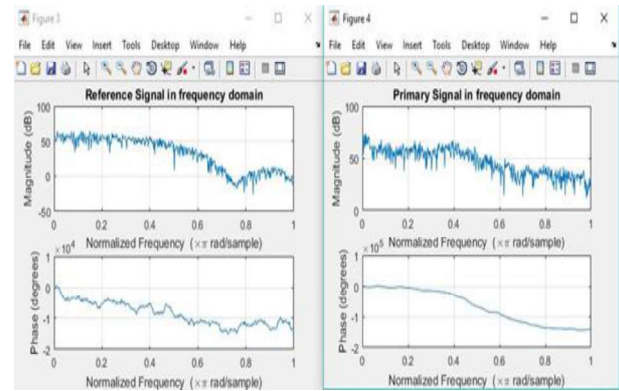 Figure 3
File Edit View Insert Tools Desktop Window Help
Reference Signal in frequency domain
Magnitude (dB)
100
50
0
-50
0 0.2 0.4 0.6 0.8 1
Normalized Frequency (×π rad/sample)
×10⁴
Phase (degrees)
1
0
-1
-2
0 0.2 0.4 0.6 0.8 1
Normalized Frequency (×π rad/sample)
Figure 4
File Edit View Insert Tools Desktop Window Help
Primary Signal in frequency domain
Magnitude (dB)
100
50
0
0 0.2 0.4 0.6 0.8 1
Normalized Frequency (×π rad/sample)
×10⁵
Phase (degrees)
1
0
-1
-2
0 0.2 0.4 0.6 0.8 1
Normalized Frequency (×π rad/sample)